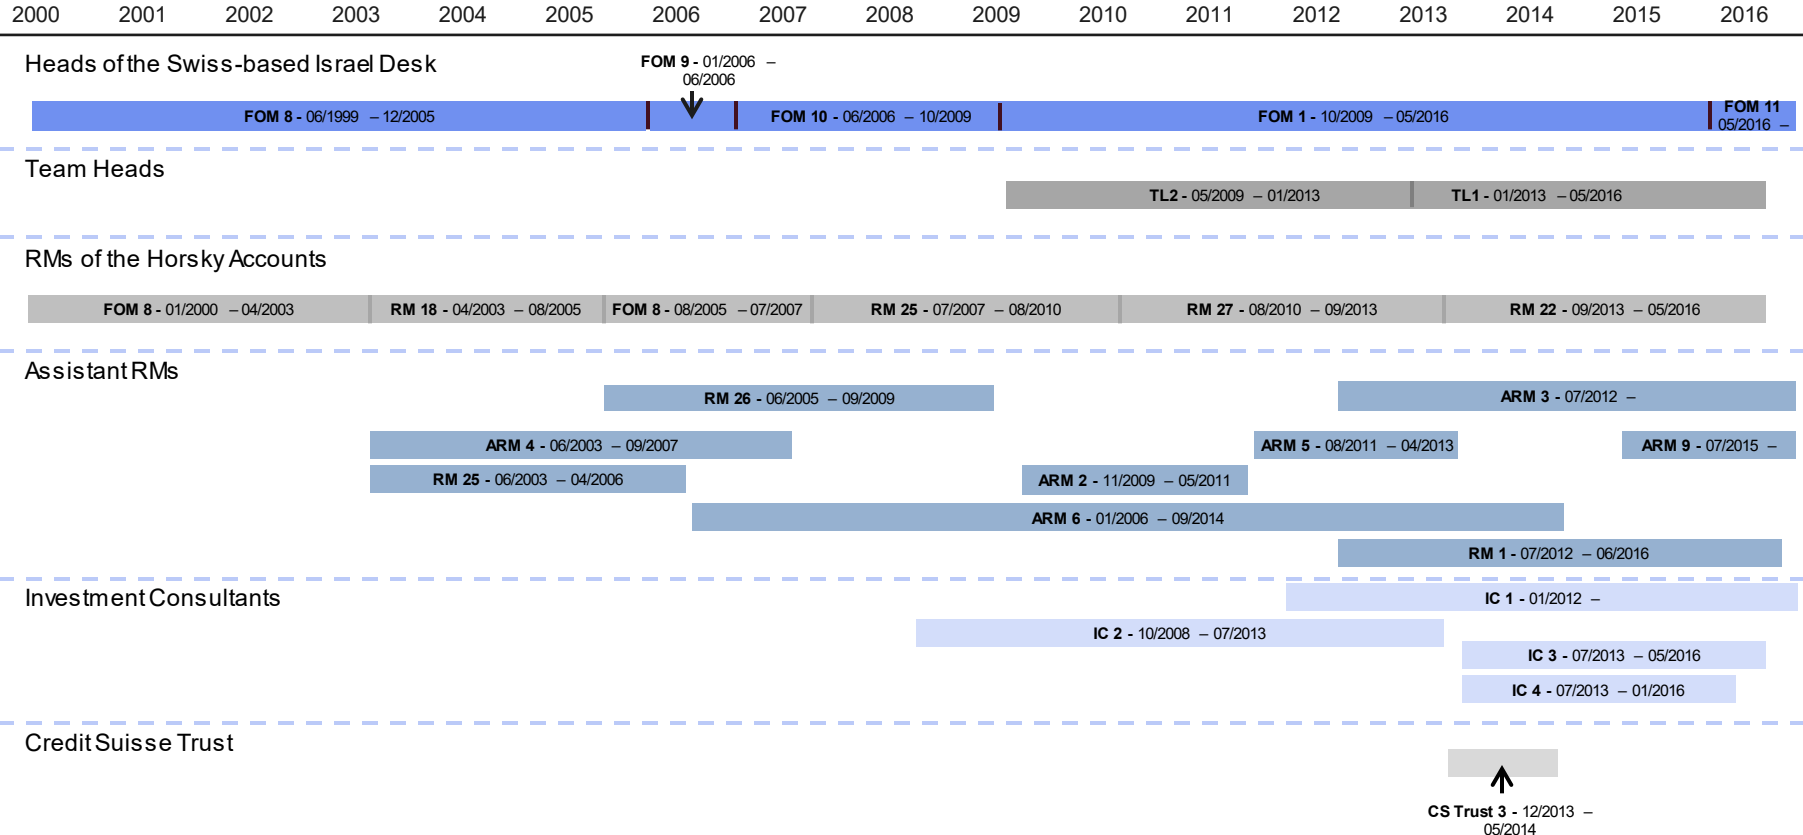 2000 2001 2002 2003 2004 2005 2006 2007 2008 2009 2010 2011 2012 2013 2014 2015 2016
Heads of the Swiss-based Israel Desk
FOM 9 - 01/2006 –
06/2006
FOM 8 - 06/1999 – 12/2005
FOM 10 - 06/2006 – 10/2009
FOM 1 - 10/2009 – 05/2016
FOM 11
05/2016 –
Team Heads
TL2 - 05/2009 – 01/2013
TL1 - 01/2013 – 05/2016
RMs of the Horsky Accounts
FOM 8 - 01/2000 – 04/2003
RM 18 - 04/2003 – 08/2005
FOM 8 - 08/2005 – 07/2007
RM 25 - 07/2007 – 08/2010
RM 27 - 08/2010 – 09/2013
RM 22 - 09/2013 – 05/2016
Assistant RMs
RM 26 - 06/2005 – 09/2009
ARM 3 - 07/2012 –
ARM 4 - 06/2003 – 09/2007
ARM 5 - 08/2011 – 04/2013
ARM 9 - 07/2015 –
RM 25 - 06/2003 – 04/2006
ARM 2 - 11/2009 – 05/2011
ARM 6 - 01/2006 – 09/2014
RM 1 - 07/2012 – 06/2016
Investment Consultants
IC 1 - 01/2012 –
IC 2 - 10/2008 – 07/2013
IC 3 - 07/2013 – 05/2016
IC 4 - 07/2013 – 01/2016
Credit Suisse Trust
CS Trust 3 - 12/2013 –
05/2014